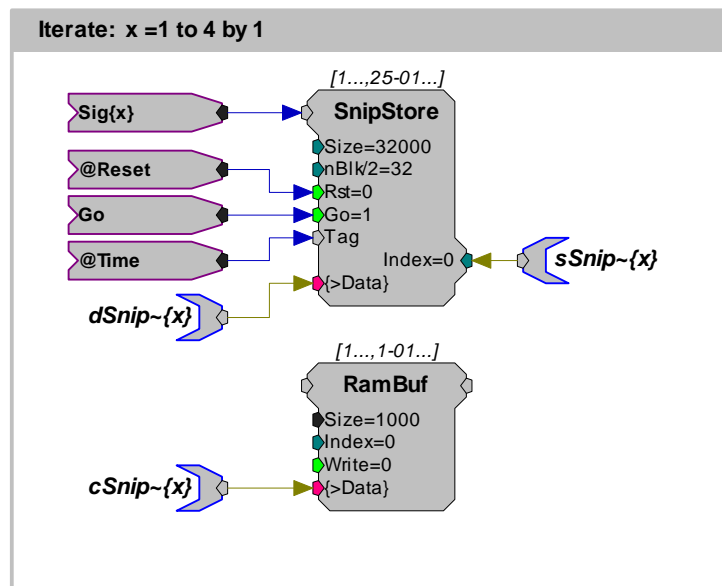 Iterate: x =1 to 4 by 1
[1...,25-01...]
SnipStore
Sig{x}
Size=32000
nBlk/2=32
@Reset
Rst=0
Go
Go=1
@Time
Tag
Index=0
sSnip~{x}
{>Data}
dSnip~{x}
[1...,1-01...]
RamBuf
Size=1000
Index=0
Write=0
cSnip~{x}
{>Data}